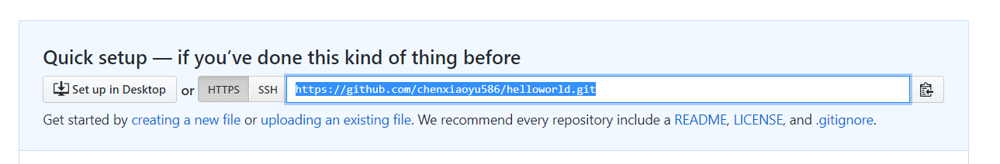 Quick setup — if you’ve done this kind of thing before
Set up in Desktop or HTTPS SSH https://github.com/chenxiaoyu586/helloworld.git
Get started by creating a new file or uploading an existing file. We recommend every repository include a README, LICENSE, and .gitignore.